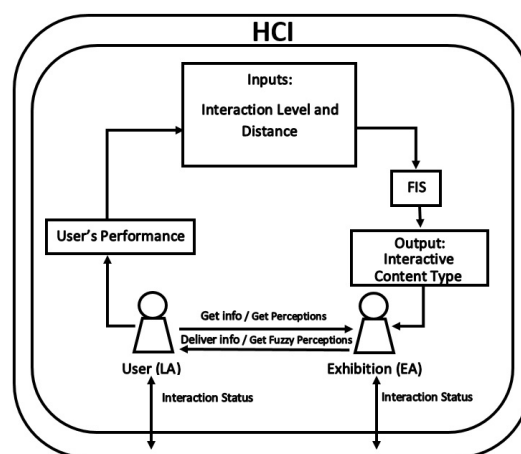 HCI
Inputs:
Interaction Level and
Distance
FIS
User's Performance
Output:
Interactive
Content Type
Get info / Get Perceptions
Deliver info / Get Fuzzy Perceptions
User (LA)
Exhibition (EA)
Interaction Status
Interaction Status